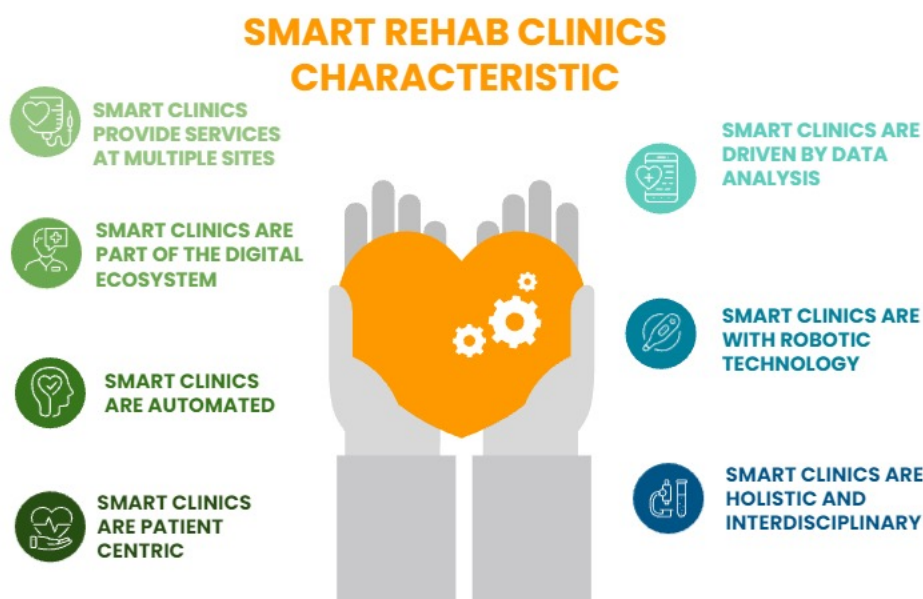 SMART REHAB CLINICS
CHARACTERISTIC
SMART CLINICS
PROVIDE SERVICES
AT MULTIPLE SITES
SMART CLINICS ARE
PART OF THE DIGITAL
ECOSYSTEM
SMART CLINICS
ARE AUTOMATED
SMART CLINICS
ARE PATIENT
CENTRIC
SMART CLINICS ARE
DRIVEN BY DATA
ANALYSIS
SMART CLINICS ARE
WITH ROBOTIC
TECHNOLOGY
SMART CLINICS ARE
HOLISTIC AND
INTERDISCIPLINARY